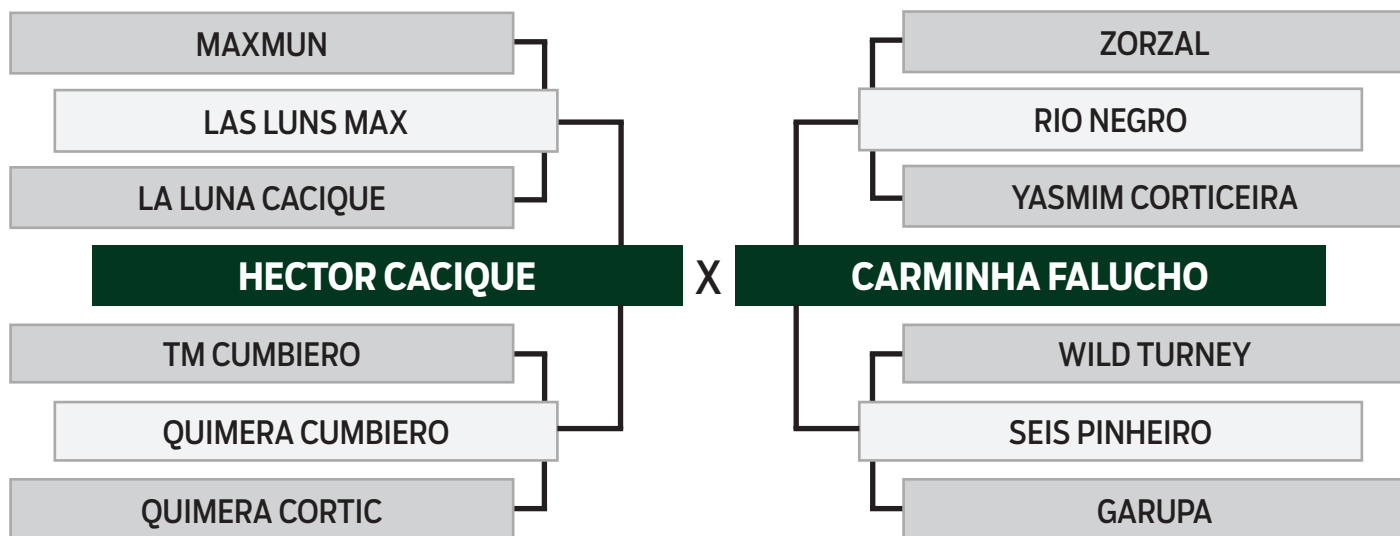 MAXMUN
LAS LUNS MAX
LA LUNA CACIQUE
HECTOR CACIQUE
TM CUMBIERO
QUIMERA CUMBIERO
QUIMERA CORTIC
X
ZORZAL
RIO NEGRO
YASMIM CORTICEIRA
CARMINHA FALUCHO
WILD TURNEY
SEIS PINHEIRO
GARUPA